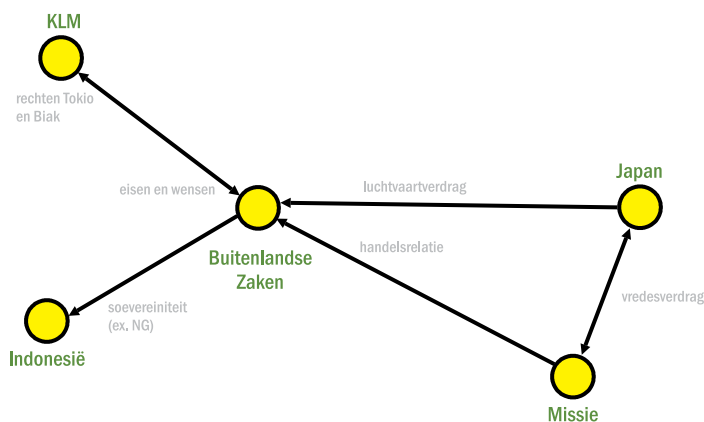 KLM
rechten Tokio
en Biak
eisen en wensen
luchtvaartverdrag
Japan
Buitenlandse
Zaken
handelsrelatie
soevereiniteit
(ex. NG)
vredesverdrag
Indonesië
Missie